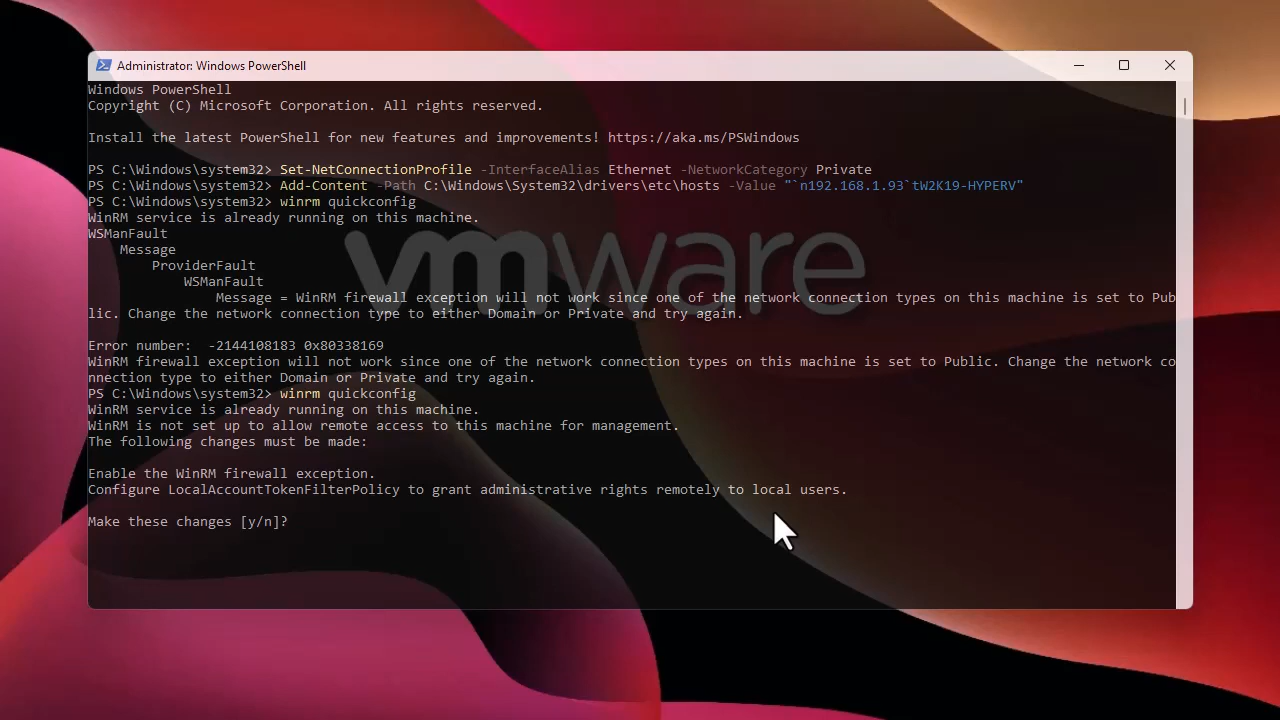 Administrator: Windows PowerShell
Windows PowerShell
Copyright (C) Microsoft Corporation. All rights reserved.
Install the latest PowerShell for new features and improvements! https://aka.ms/PSWindows
PS C:\Windows\system32> Set-NetConnectionProfile -InterfaceAlias Ethernet -NetworkCategory Private
PS C:\Windows\system32> Add-Content -Path C:\Windows\System32\drivers\etc\hosts -Value "`n192.168.1.93`tW2K19-HYPERV"
PS C:\Windows\system32> winrm quickconfig
WinRM service is already running on this machine.
WSManFault
    Message
        ProviderFault
            WSManFault
                Message = WinRM firewall exception will not work since one of the network connection types on this machine is set to Pub
lic. Change the network connection type to either Domain or Private and try again.
Error number:  -2144108183 0x80338169
WinRM firewall exception will not work since one of the network connection types on this machine is set to Public. Change the network co
nnection type to either Domain or Private and try again.
PS C:\Windows\system32> winrm quickconfig
WinRM service is already running on this machine.
WinRM is not set up to allow remote access to this machine for management.
The following changes must be made:
Enable the WinRM firewall exception.
Configure LocalAccountTokenFilterPolicy to grant administrative rights remotely to local users.
Make these changes [y/n]?
vmware